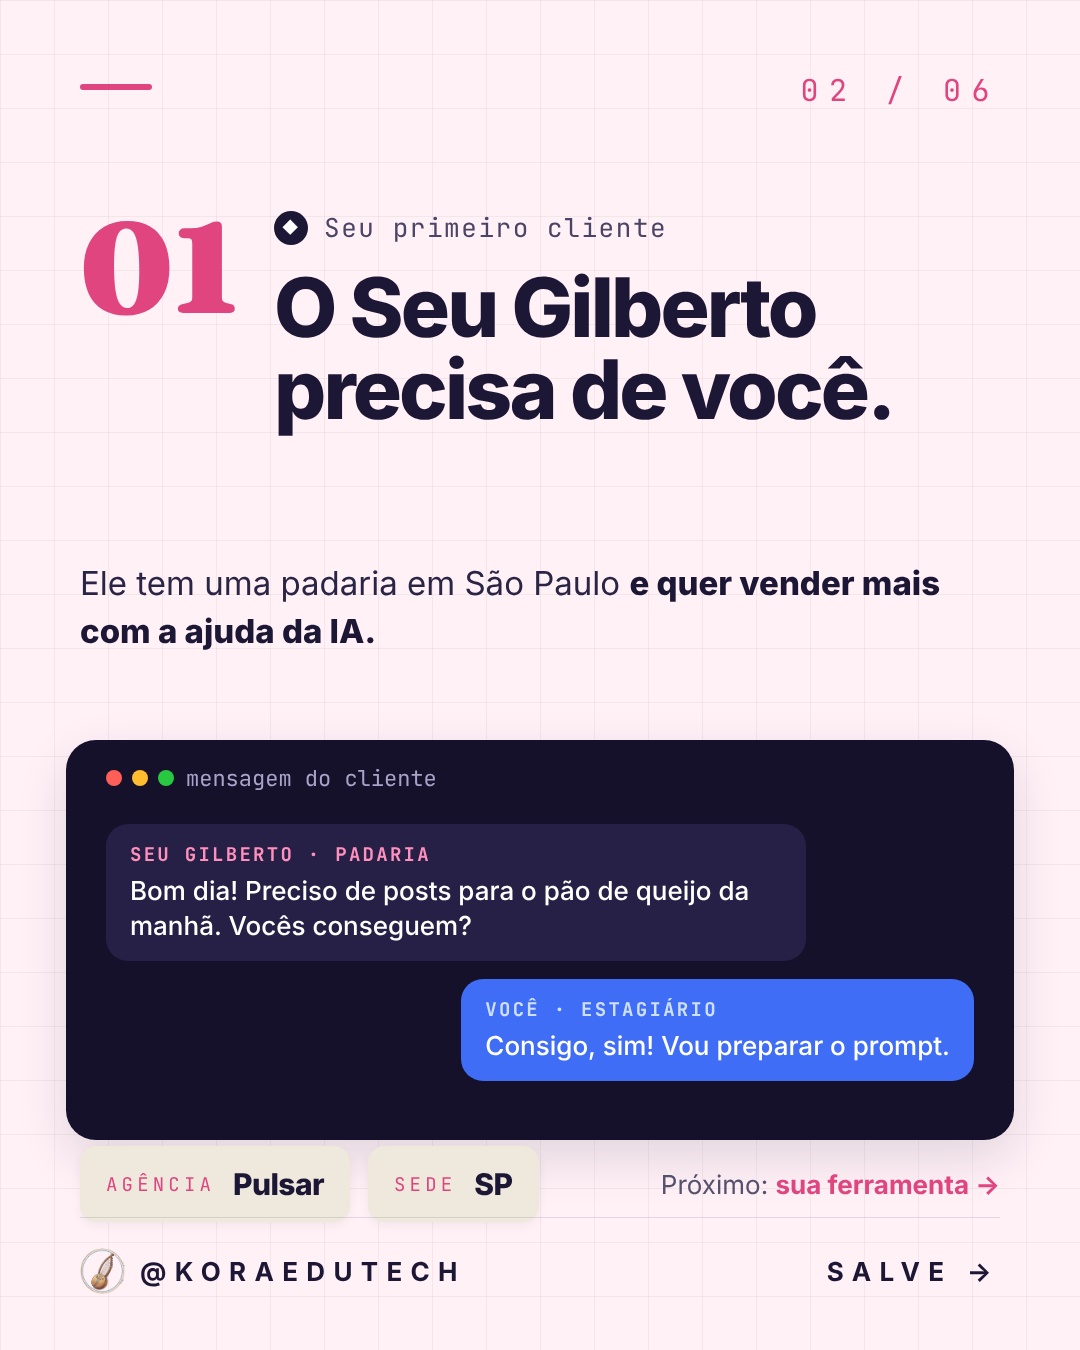 02 / 06
01
Seu primeiro cliente
O Seu Gilberto
precisa de você.
Ele tem uma padaria em São Paulo e quer vender mais
com a ajuda da IA.
mensagem do cliente
SEU GILBERTO · PADARIA
Bom dia! Preciso de posts para o pão de queijo da
manhã. Vocês conseguem?
VOCÊ · ESTAGIÁRIO
Consigo, sim! Vou preparar o prompt.
AGÊNCIA Pulsar SEDE SP Próximo: sua ferramenta →
@KORAEDUTECH SALVE →